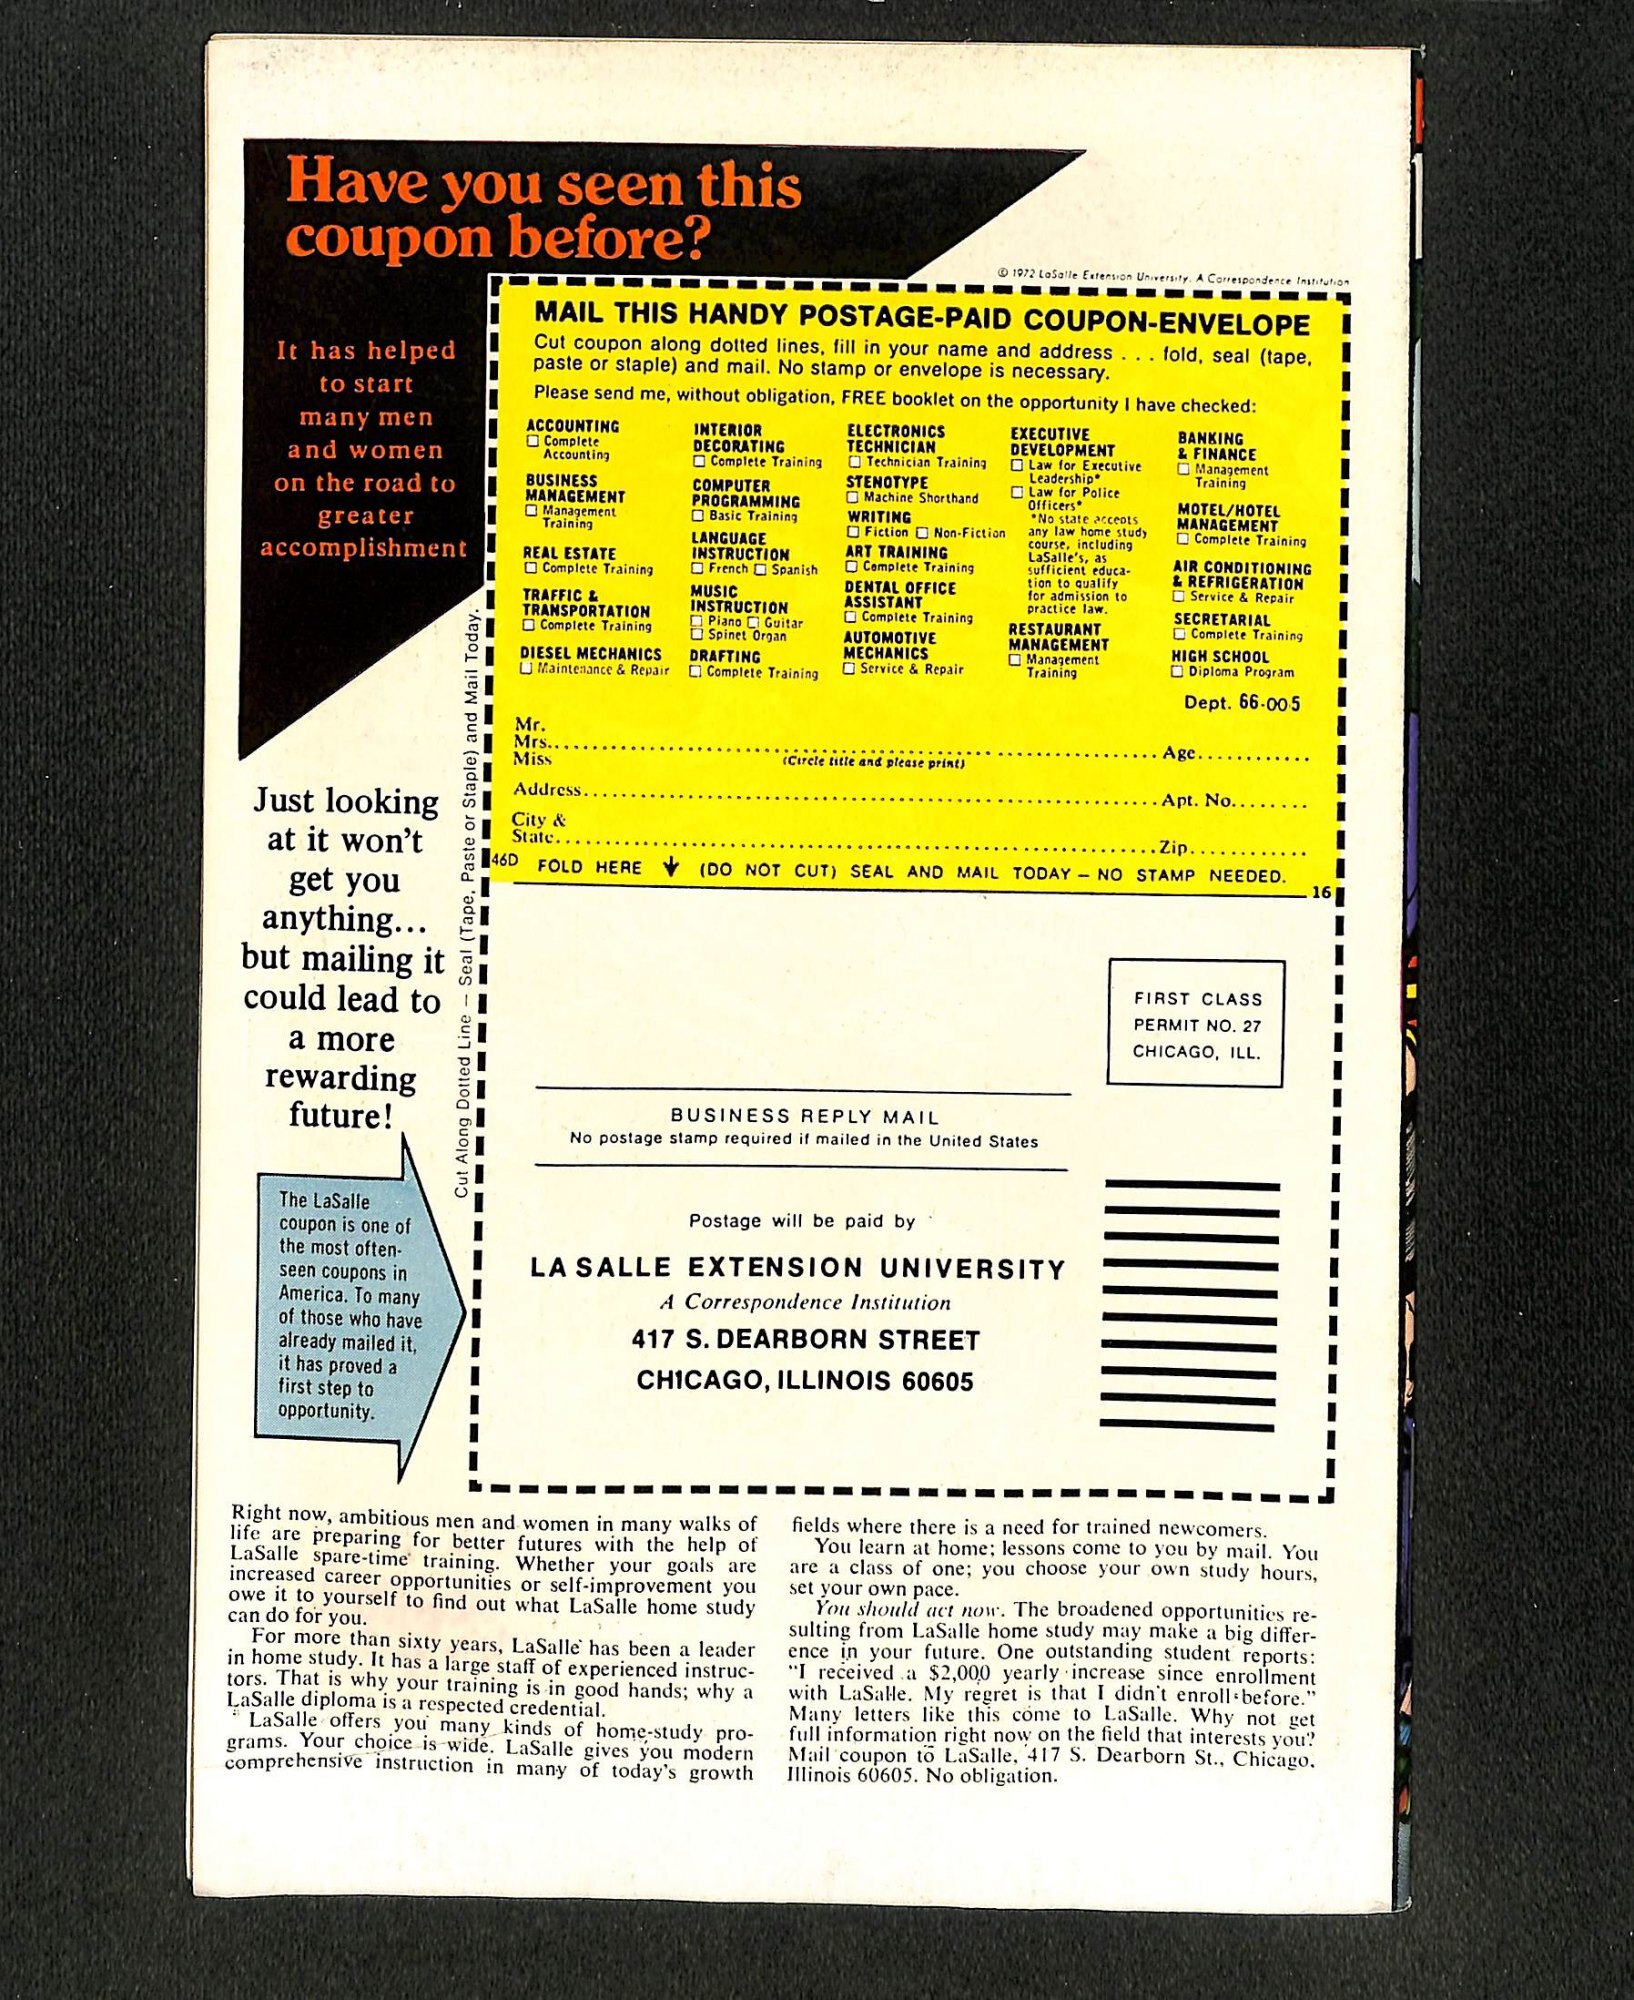 Have you seen this
coupon before?
It has helped
to start
many men
and women
on the road to
greater
accomplishment
© 1972 LaSalle Extension University, A Correspondence Institution
MAIL THIS HANDY POSTAGE-PAID COUPON-ENVELOPE
Cut coupon along dotted lines, fill in your name and address . . . fold, seal (tape,
paste or staple) and mail. No stamp or envelope is necessary.
Please send me, without obligation, FREE booklet on the opportunity I have checked:
ACCOUNTING
☐ Complete
Accounting
BUSINESS
MANAGEMENT
☐ Management
Training
REAL ESTATE
☐ Complete Training
TRAFFIC &
TRANSPORTATION
☐ Complete Training
DIESEL MECHANICS
☐ Maintenance & Repair
INTERIOR
DECORATING
☐ Complete Training
COMPUTER
PROGRAMMING
☐ Basic Training
LANGUAGE
INSTRUCTION
☐ French ☐ Spanish
MUSIC
INSTRUCTION
☐ Piano ☐ Guitar
☐ Spinet Organ
DRAFTING
☐ Complete Training
ELECTRONICS
TECHNICIAN
☐ Technician Training
STENOTYPE
☐ Machine Shorthand
WRITING
☐ Fiction ☐ Non-Fiction
ART TRAINING
☐ Complete Training
DENTAL OFFICE
ASSISTANT
☐ Complete Training
AUTOMOTIVE
MECHANICS
☐ Service & Repair
EXECUTIVE
DEVELOPMENT
☐ Law for Executive
Leadership*
☐ Law for Police
Officers*
*No state accepts
any law home study
course, including
LaSalle's, as
sufficient educa-
tion to qualify
for admission to
practice law.
RESTAURANT
MANAGEMENT
☐ Management
Training
BANKING
& FINANCE
☐ Management
Training
MOTEL/HOTEL
MANAGEMENT
☐ Complete Training
AIR CONDITIONING
& REFRIGERATION
☐ Service & Repair
SECRETARIAL
☐ Complete Training
HIGH SCHOOL
☐ Diploma Program
Dept. 66-005
Mr.
Mrs.............................................................Age............
Miss
(Circle title and please print)
Address.............................................................Apt. No........
City &
State.............................................................Zip............
46D FOLD HERE ↓ (DO NOT CUT) SEAL AND MAIL TODAY – NO STAMP NEEDED.
16
Cut Along Dotted Line – Seal (Tape, Paste or Staple) and Mail Today.
Just looking
at it won't
get you
anything...
but mailing it
could lead to
a more
rewarding
future!
The LaSalle
coupon is one of
the most often-
seen coupons in
America. To many
of those who have
already mailed it,
it has proved a
first step to
opportunity.
FIRST CLASS
PERMIT NO. 27
CHICAGO, ILL.
BUSINESS REPLY MAIL
No postage stamp required if mailed in the United States
Postage will be paid by
LA SALLE EXTENSION UNIVERSITY
A Correspondence Institution
417 S. DEARBORN STREET
CHICAGO, ILLINOIS 60605
Right now, ambitious men and women in many walks of
life are preparing for better futures with the help of
LaSalle spare-time training. Whether your goals are
increased career opportunities or self-improvement you
owe it to yourself to find out what LaSalle home study
can do for you.
For more than sixty years, LaSalle has been a leader
in home study. It has a large staff of experienced instruc-
tors. That is why your training is in good hands; why a
LaSalle diploma is a respected credential.
LaSalle offers you many kinds of home-study pro-
grams. Your choice is wide. LaSalle gives you modern
comprehensive instruction in many of today's growth
fields where there is a need for trained newcomers.
You learn at home; lessons come to you by mail. You
are a class of one; you choose your own study hours,
set your own pace.
You should act now. The broadened opportunities re-
sulting from LaSalle home study may make a big differ-
ence in your future. One outstanding student reports:
"I received a $2,000 yearly increase since enrollment
with LaSalle. My regret is that I didn't enroll before."
Many letters like this come to LaSalle. Why not get
full information right now on the field that interests you?
Mail coupon to LaSalle, 417 S. Dearborn St., Chicago,
Illinois 60605. No obligation.